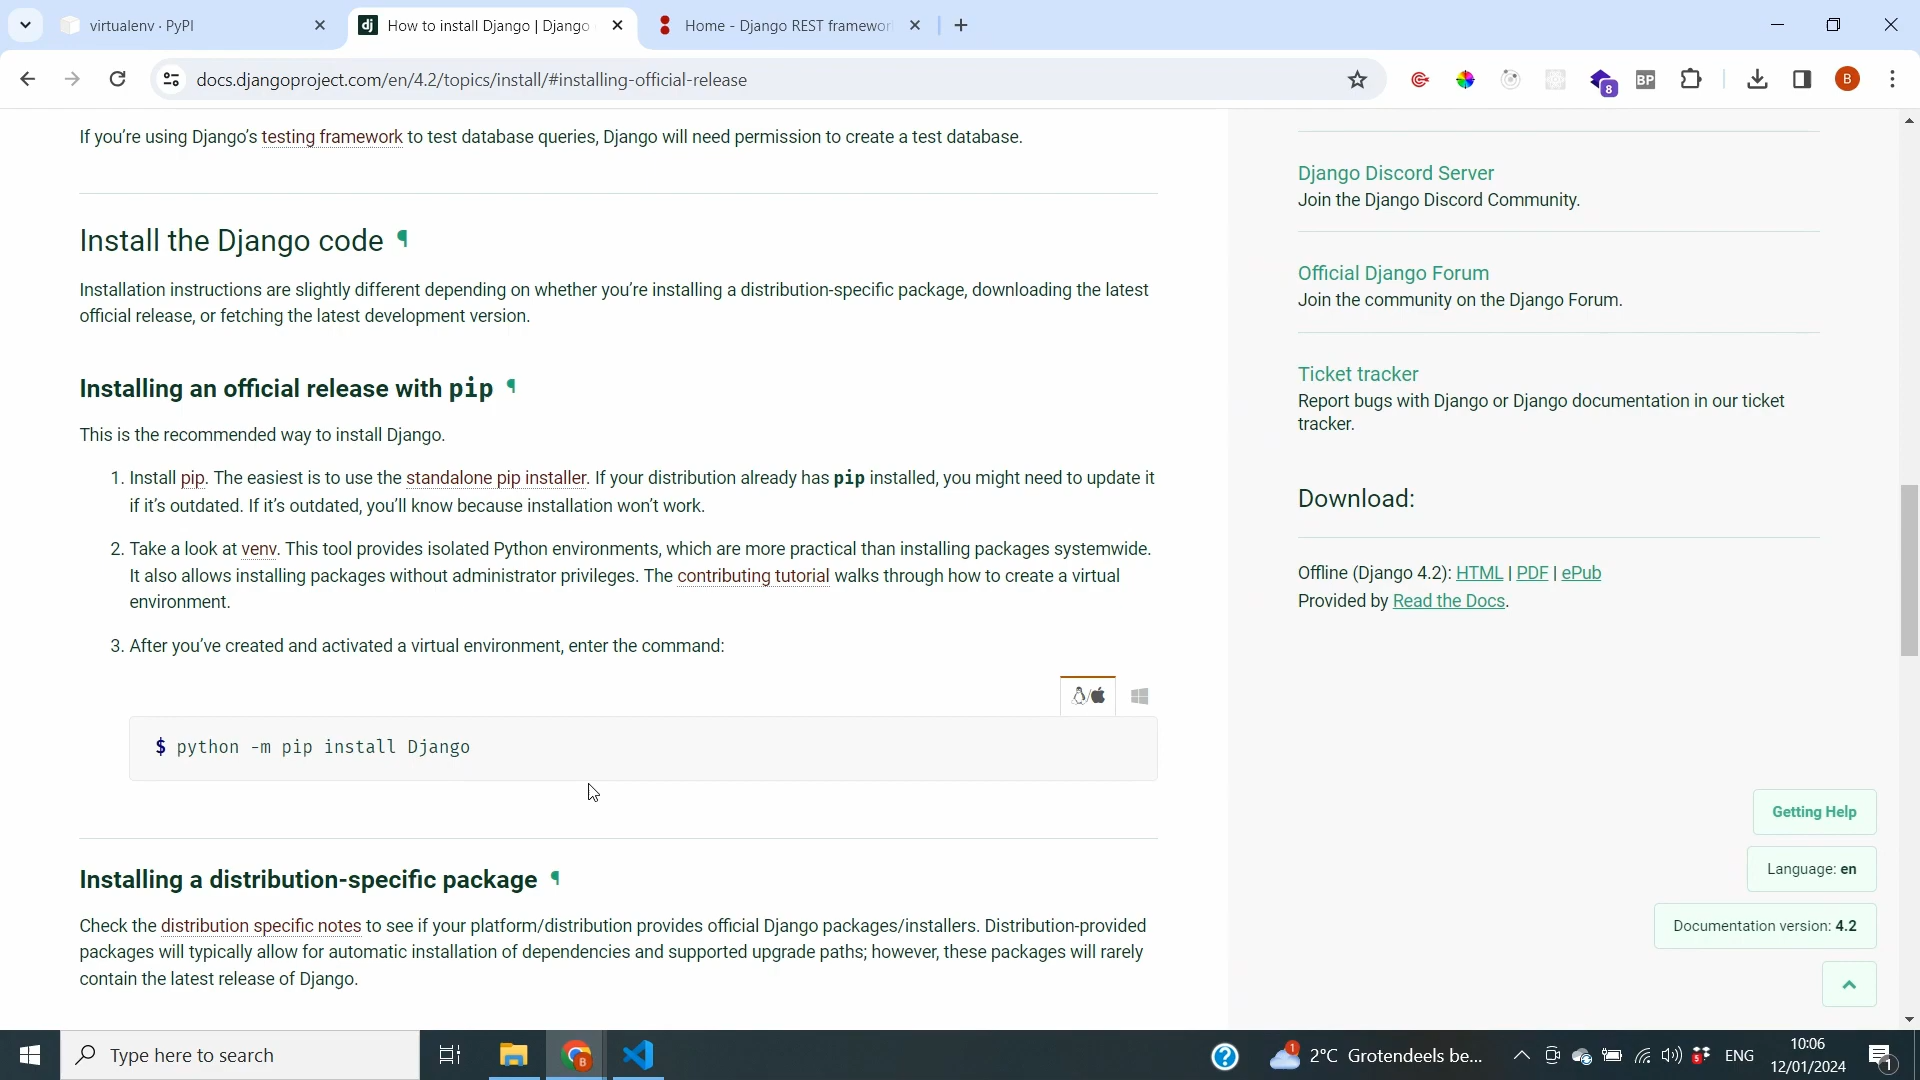 virtualenv · PyPI
How to install Django | Django
Home - Django REST framewor
docs.djangoproject.com/en/4.2/topics/install/#installing-official-release
8
BP
B
If you’re using Django’s testing framework to test database queries, Django will need permission to create a test database.
Install the Django code ¶
Installation instructions are slightly different depending on whether you’re installing a distribution-specific package, downloading the latest
official release, or fetching the latest development version.
Installing an official release with pip ¶
This is the recommended way to install Django.
1. Install pip. The easiest is to use the standalone pip installer. If your distribution already has pip installed, you might need to update it
if it’s outdated. If it’s outdated, you’ll know because installation won’t work.
2. Take a look at venv. This tool provides isolated Python environments, which are more practical than installing packages systemwide.
It also allows installing packages without administrator privileges. The contributing tutorial walks through how to create a virtual
environment.
3. After you’ve created and activated a virtual environment, enter the command:
/
$ python -m pip install Django
Installing a distribution-specific package ¶
Check the distribution specific notes to see if your platform/distribution provides official Django packages/installers. Distribution-provided
packages will typically allow for automatic installation of dependencies and supported upgrade paths; however, these packages will rarely
contain the latest release of Django.
Django Discord Server
Join the Django Discord Community.
Official Django Forum
Join the community on the Django Forum.
Ticket tracker
Report bugs with Django or Django documentation in our ticket
tracker.
Download:
Offline (Django 4.2): HTML | PDF | ePub
Provided by Read the Docs.
Getting Help
Language: en
Documentation version: 4.2
Type here to search
B
?
1
2°C Grotendeels be...
5
ENG
10:06
12/01/2024
1